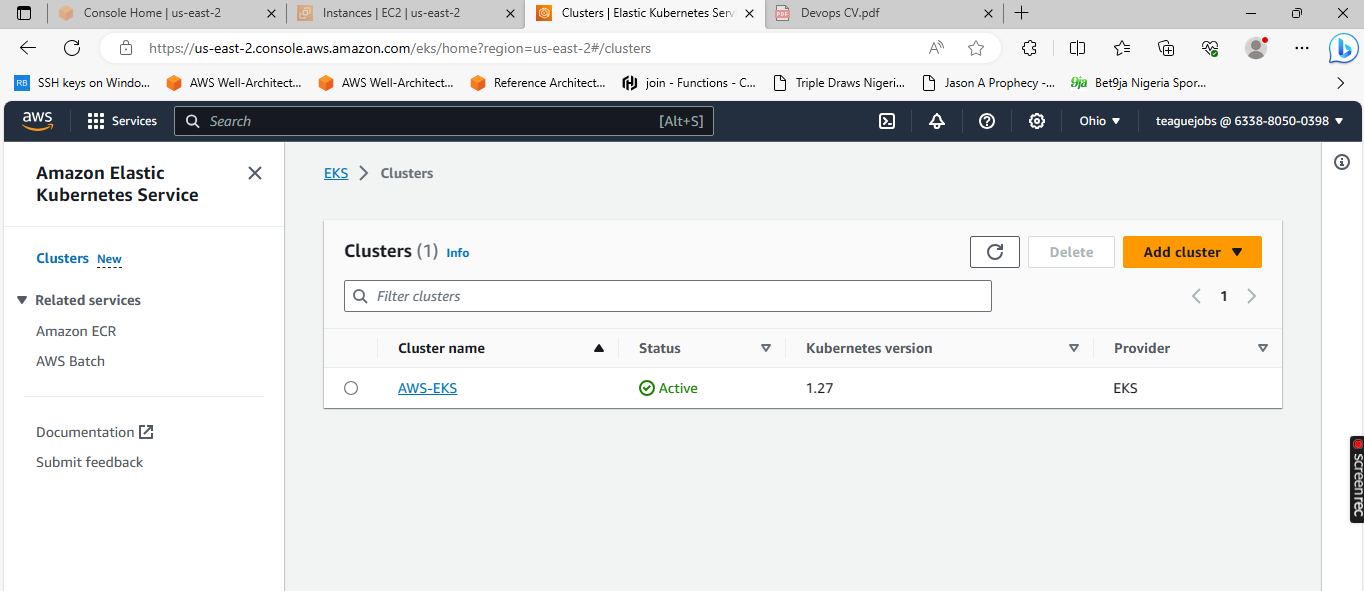 Console Home | us-east-2
Instances | EC2 | us-east-2
Clusters | Elastic Kubernetes Serv
Devops CV.pdf
https://us-east-2.console.aws.amazon.com/eks/home?region=us-east-2#/clusters
RB SSH keys on Windo...
AWS Well-Architect...
AWS Well-Architect...
Reference Architect...
join - Functions - C...
Triple Draws Nigeri...
Jason A Prophecy -...
9ja Bet9ja Nigeria Spor...
aws
Services
Search
[Alt+S]
Ohio
teaguejobs @ 6338-8050-0398
Amazon Elastic
Kubernetes Service
Clusters New
Related services
Amazon ECR
AWS Batch
Documentation
Submit feedback
EKS
Clusters
Clusters (1) Info
Delete
Add cluster
Filter clusters
1
Cluster name
Status
Kubernetes version
Provider
AWS-EKS
Active
1.27
EKS
screenrec